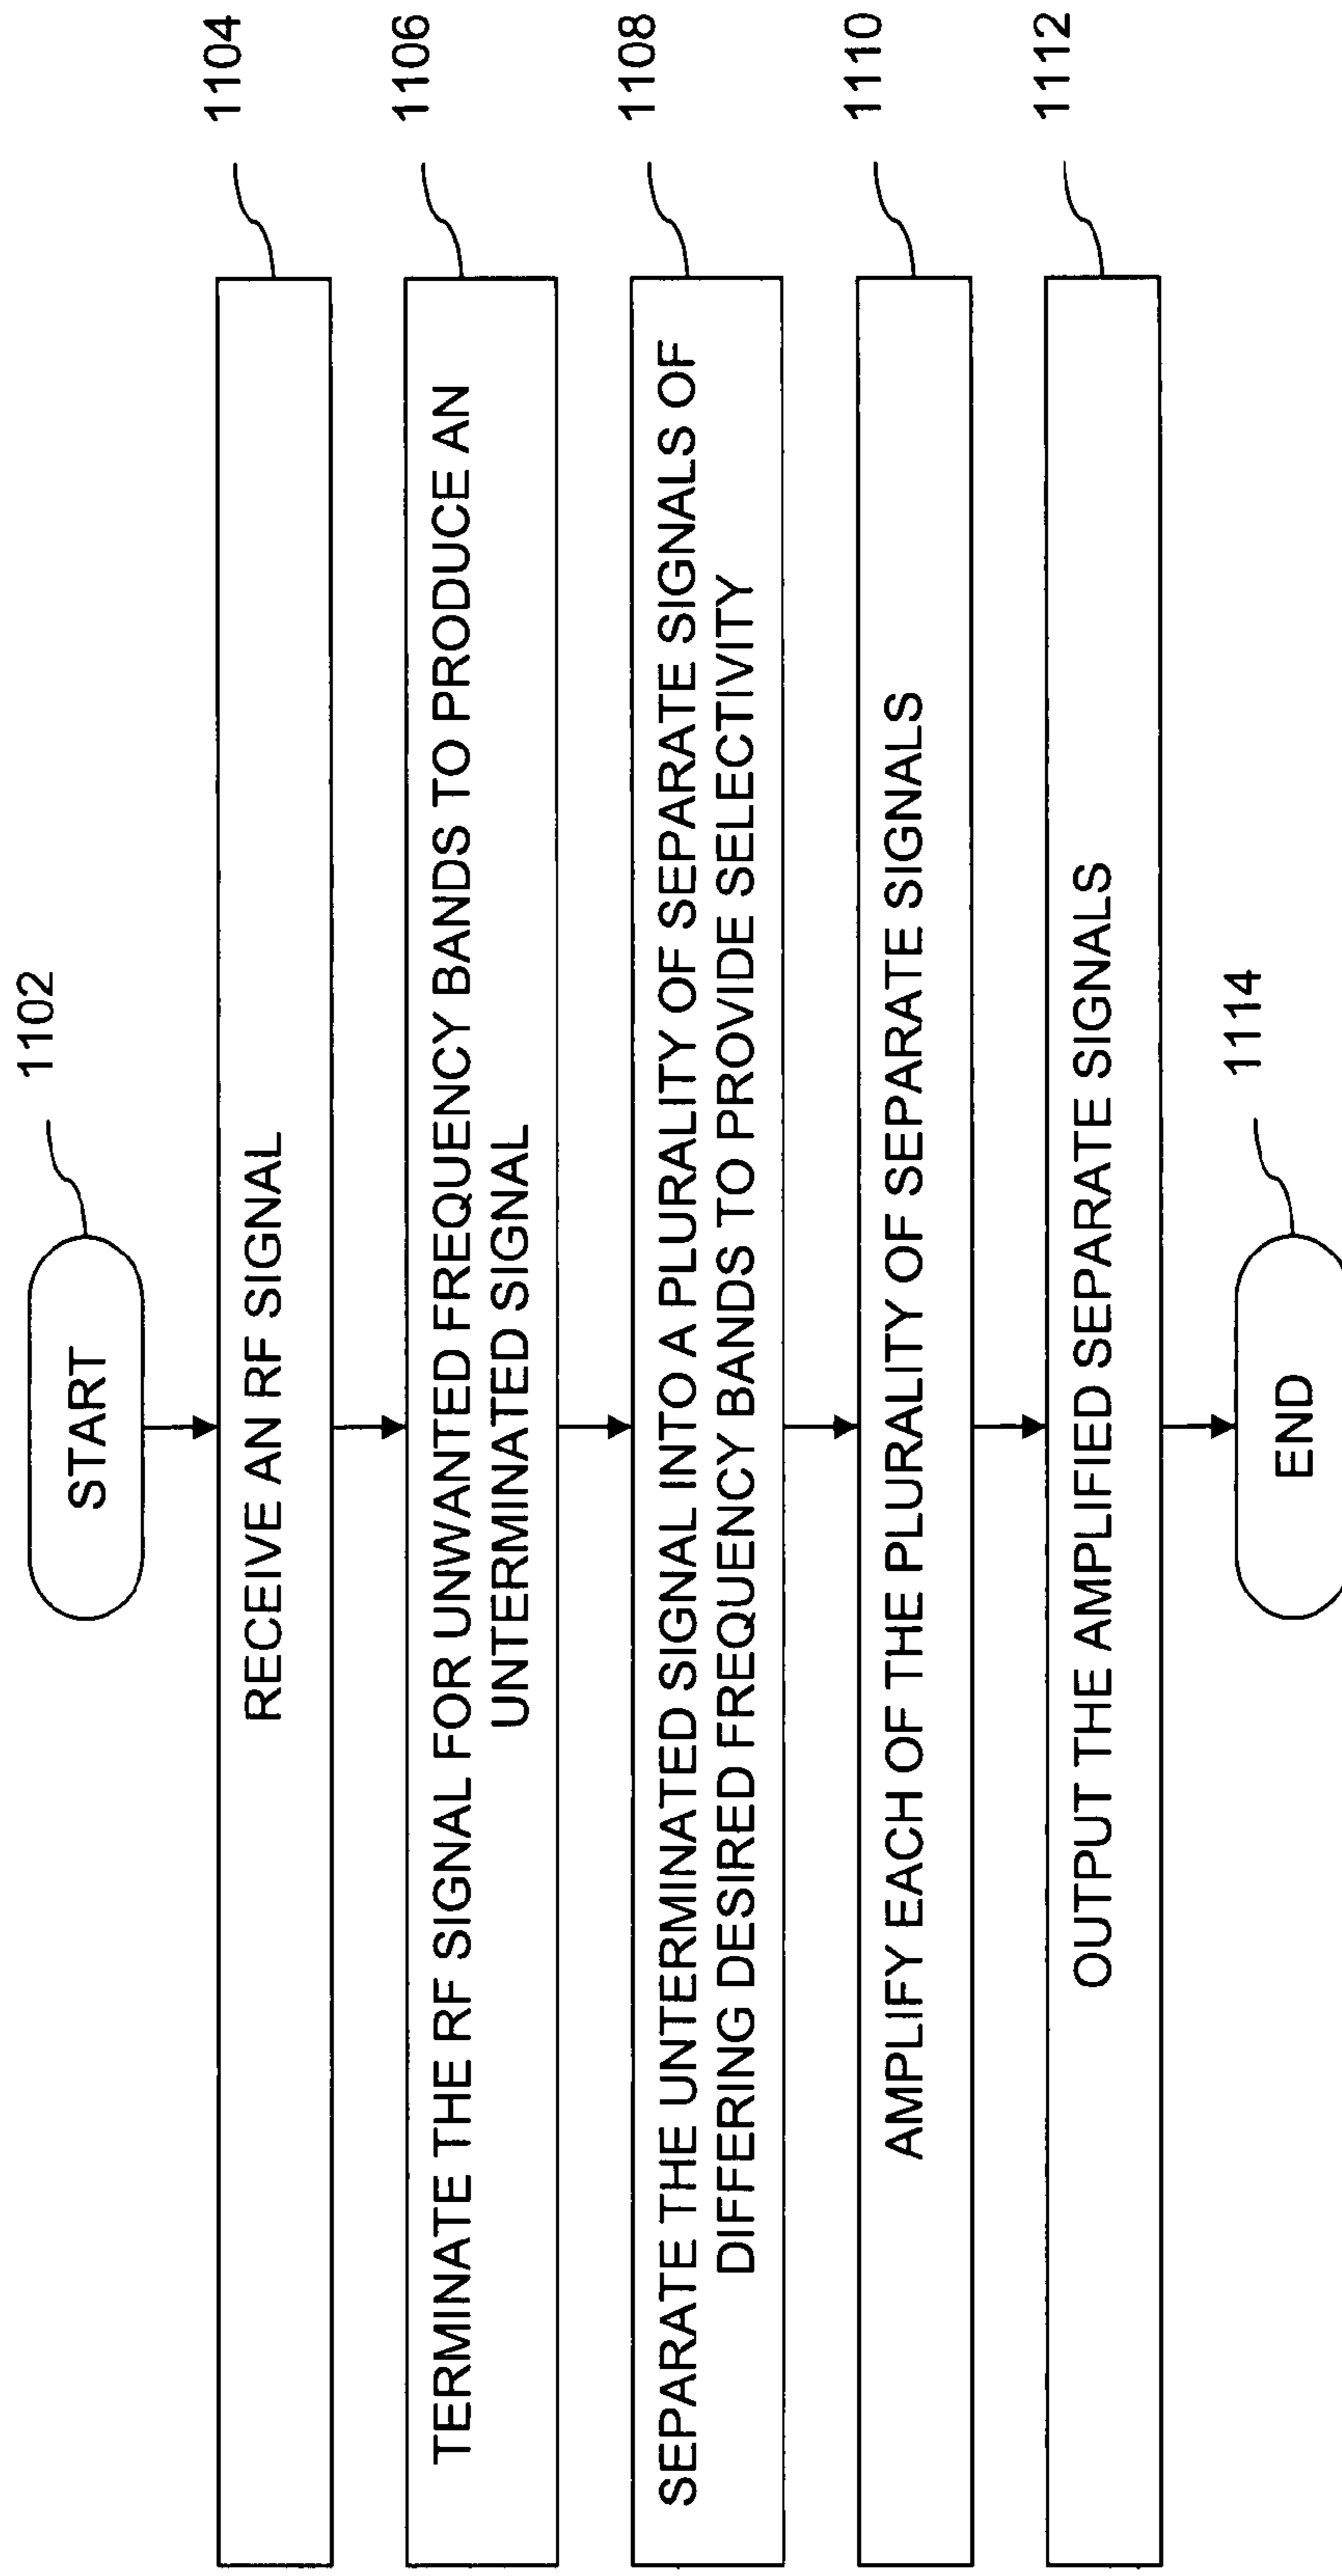 1102
START
1104
RECEIVE AN RF SIGNAL
1106
TERMINATE THE RF SIGNAL FOR UNWANTED FREQUENCY BANDS TO PRODUCE AN
UNTERMINATED SIGNAL
1108
SEPARATE THE UNTERMINATED SIGNAL INTO A PLURALITY OF SEPARATE SIGNALS OF
DIFFERING DESIRED FREQUENCY BANDS TO PROVIDE SELECTIVITY
1110
AMPLIFY EACH OF THE PLURALITY OF SEPARATE SIGNALS
1112
OUTPUT THE AMPLIFIED SEPARATE SIGNALS
1114
END